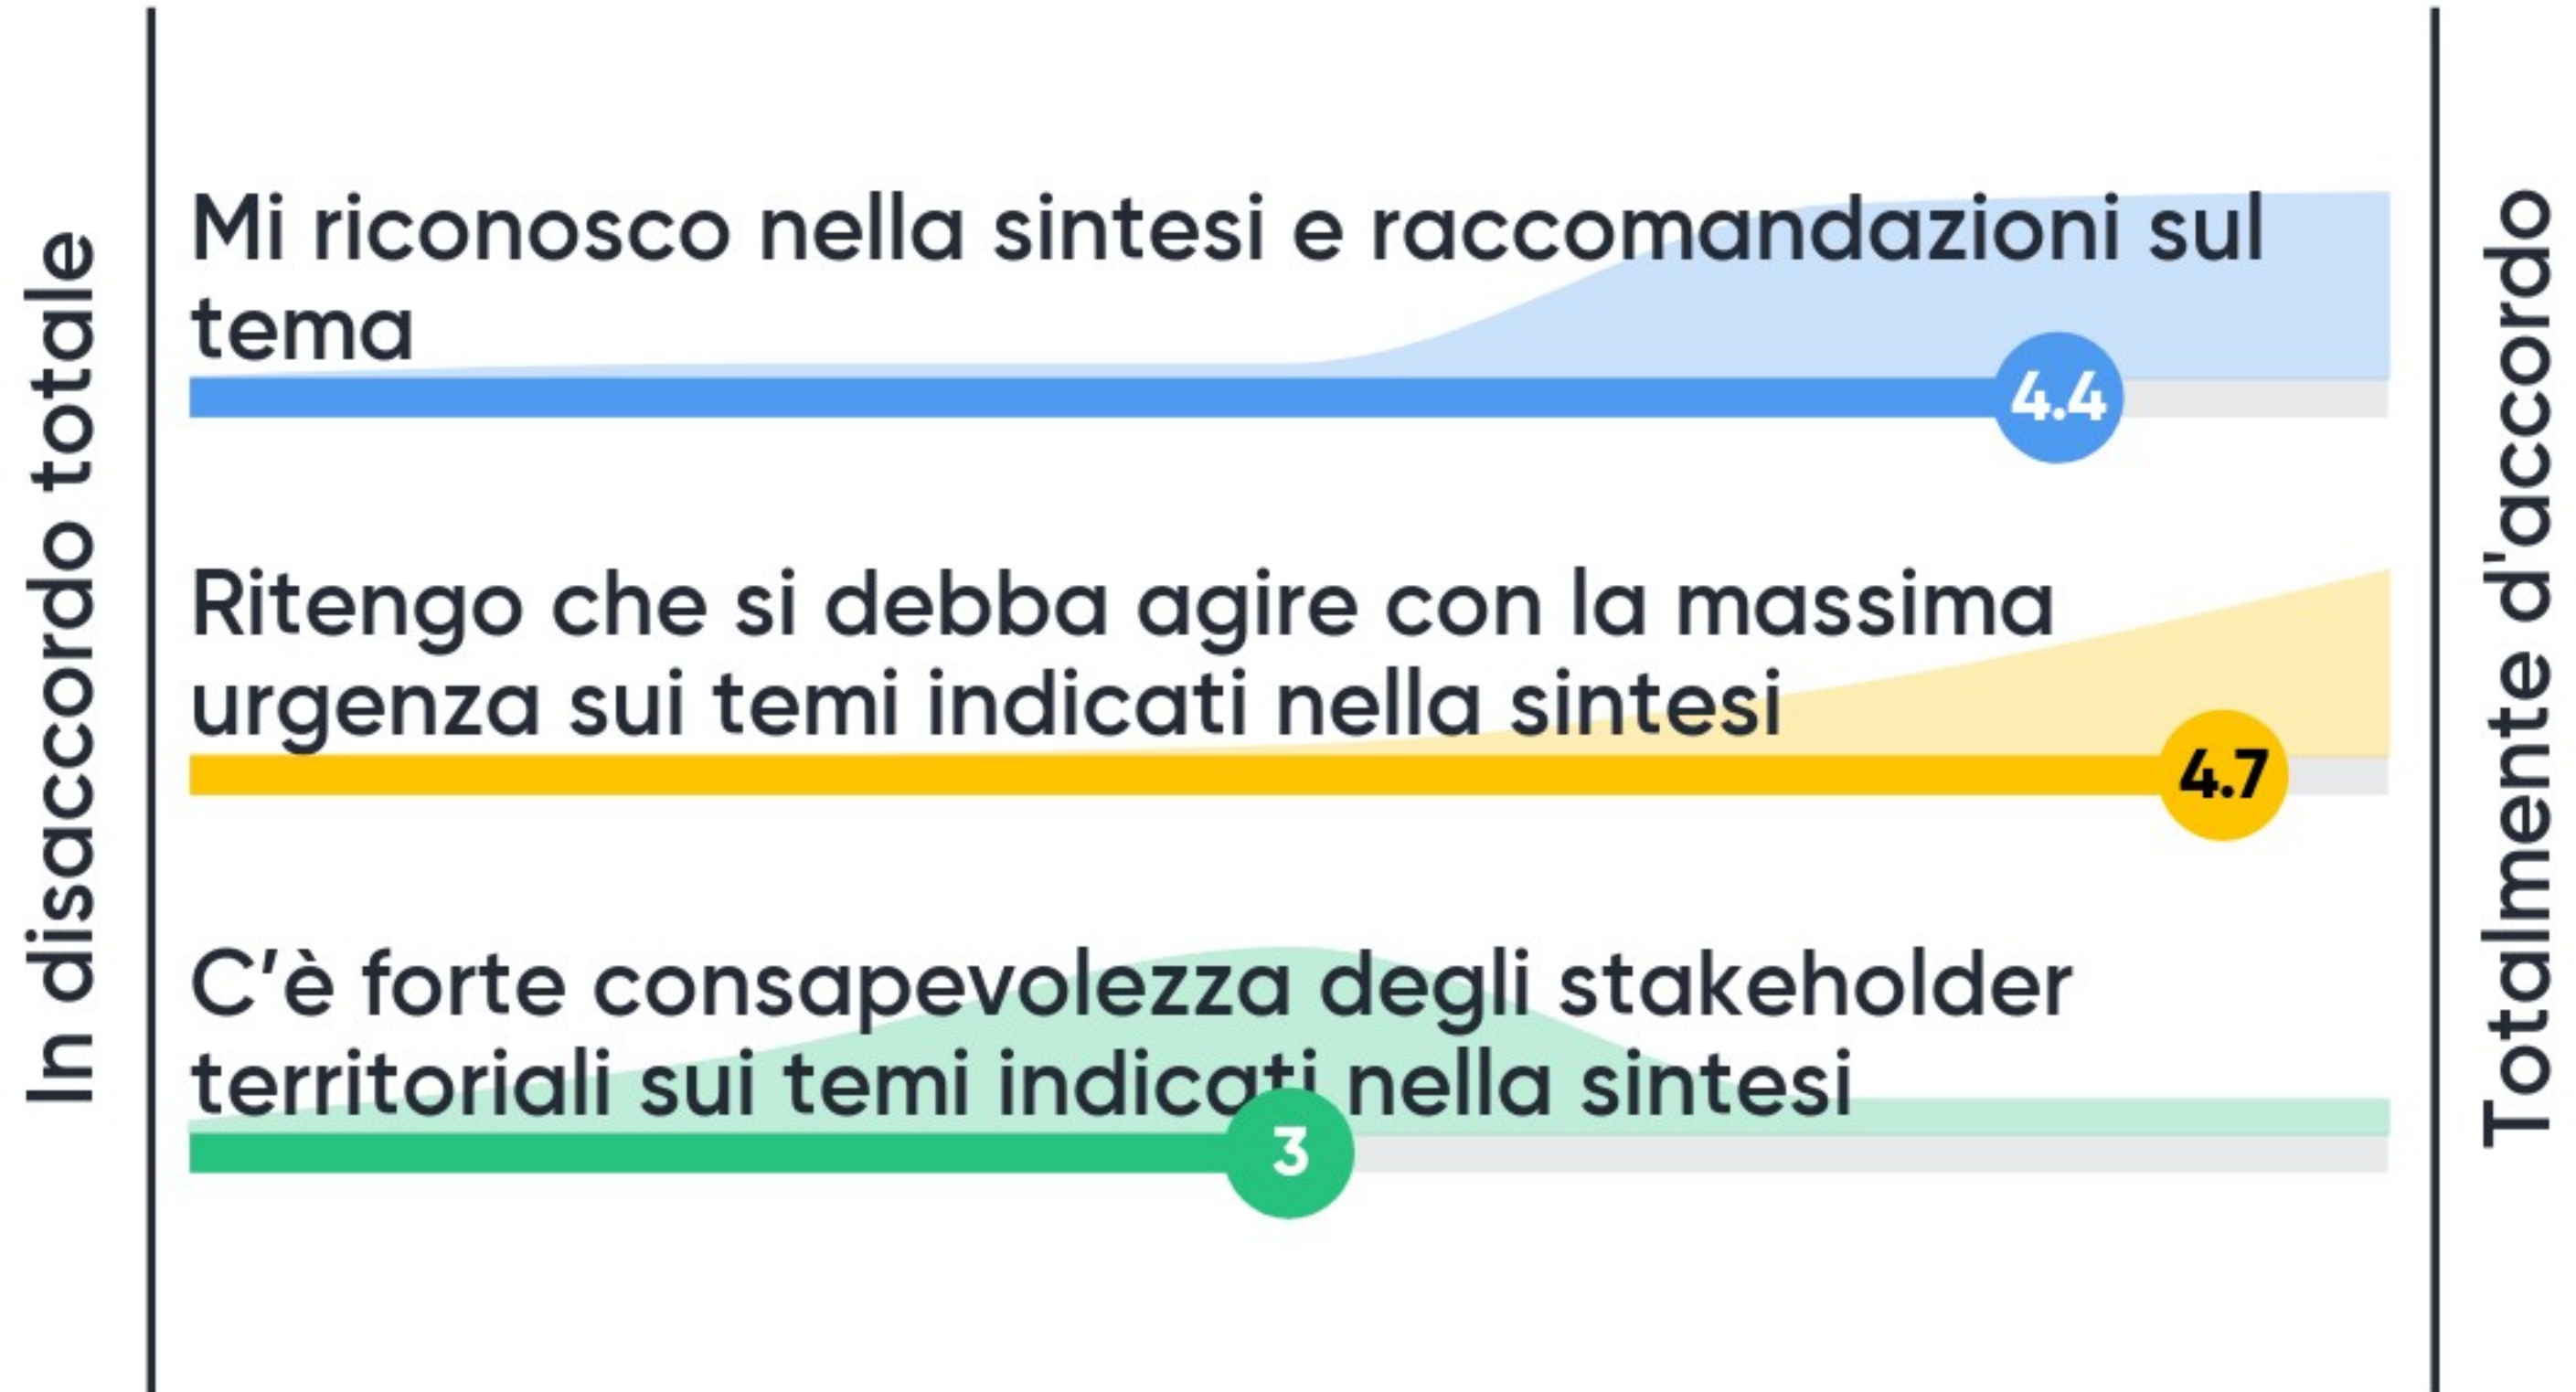 In disaccordo totale
Mi riconosco nella sintesi e raccomandazioni sul
tema
4.4
Ritengo che si debba agire con la massima
urgenza sui temi indicati nella sintesi
4.7
C’è forte consapevolezza degli stakeholder
territoriali sui temi indicati nella sintesi
3
Totalmente d'accordo